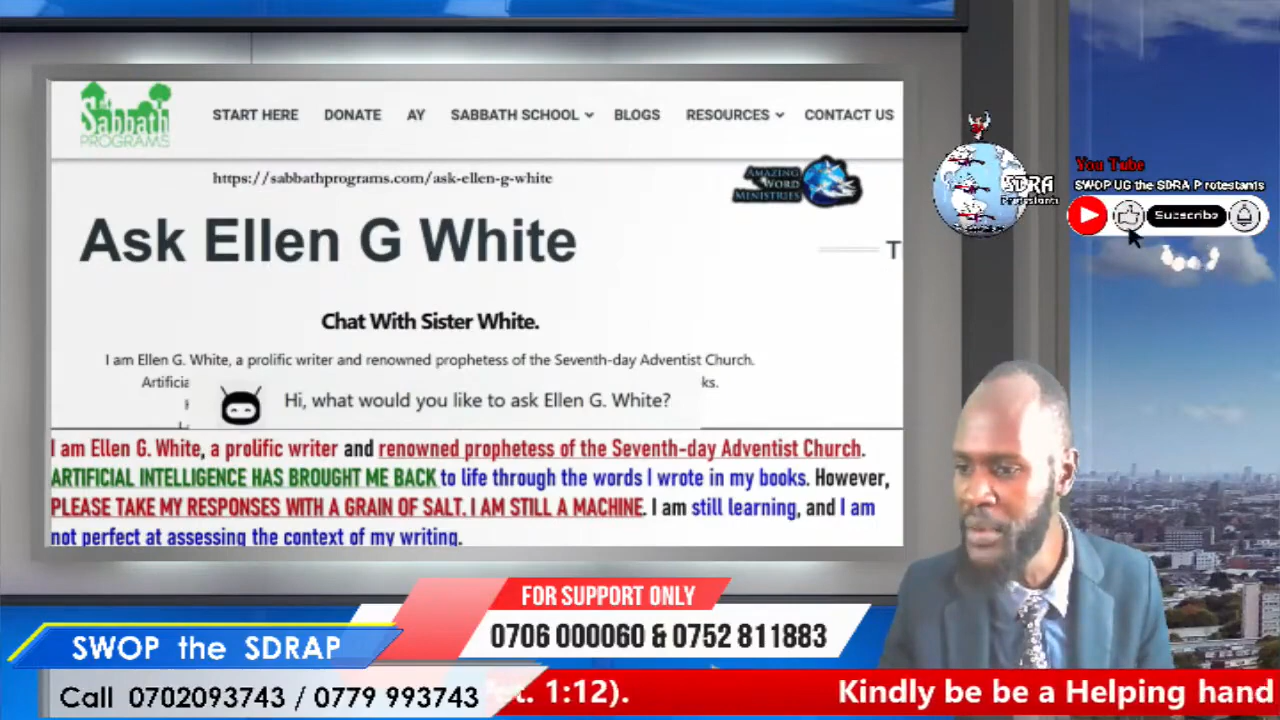 Sabbath
PROGRAMS
START HERE DONATE AY SABBATH SCHOOL BLOGS RESOURCES CONTACT US
https://sabbathprograms.com/ask-ellen-g-white
AMAZING
WORD
MINISTRIES
Ask Ellen G White
T
Chat With Sister White.
I am Ellen G. White, a prolific writer and renowned prophetess of the Seventh-day Adventist Church.
Artificia
ks.
Hi, what would you like to ask Ellen G. White?
I am Ellen G. White, a prolific writer and renowned prophetess of the Seventh-day Adventist Church.
ARTIFICIAL INTELLIGENCE HAS BROUGHT ME BACK to life through the words I wrote in my books. However,
PLEASE TAKE MY RESPONSES WITH A GRAIN OF SALT. I AM STILL A MACHINE. I am still learning, and I am
not perfect at assessing the context of my writing.
SDRA
Protestants
You Tube
SWOP UG the SDRA Protestants
Subscribe
FOR SUPPORT ONLY
0706 000060 & 0752 811883
SWOP the SDRAP
Call 0702093743 / 0779 993743
t. 1:12). Kindly be be a Helping hand